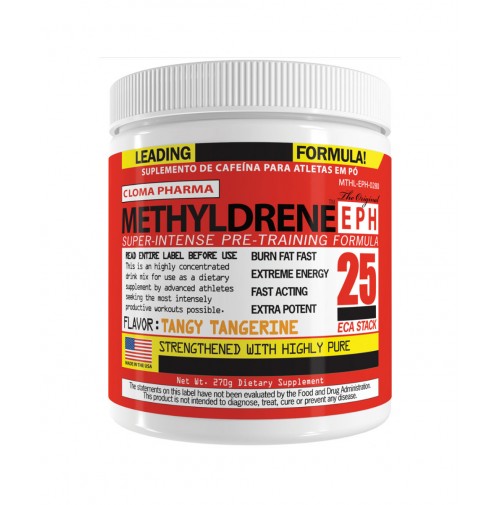 LEADING FORMULA!
SUPLEMENTO DE CAFEÍNA PARA ATLETAS EM PÓ
MTHL-EPH-0288
CLOMA PHARMA
The Original
METHYLDRENE EPH
SUPER-INTENSE PRE-TRAINING FORMULA
READ ENTIRE LABEL BEFORE USE
This is an highly concentrated
drink mix for use as a dietary
supplement by advanced athletes
seeking the most intensely
productive workouts possible.
BURN FAT FAST
EXTREME ENERGY
FAST ACTING
EXTRA POTENT
25
ECA STACK
FLAVOR: TANGY TANGERINE
MADE IN THE USA
STRENGTHENED WITH HIGHLY PURE
Net Wt. 270g Dietary Supplement
The statements on this label have not been evaluated by the Food and Drug Administration.
This product is not intended to diagnose, treat, cure or prevent any disease.